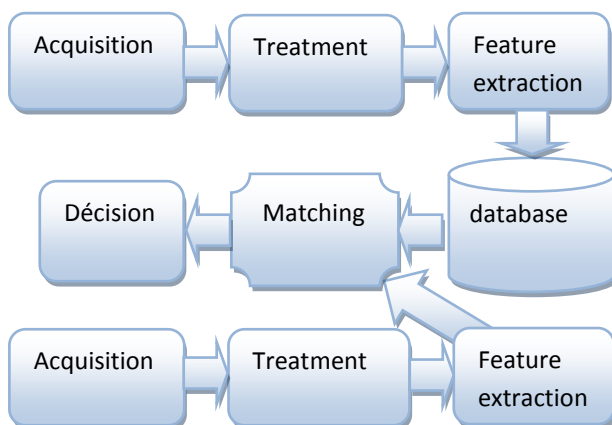 Acquisition
Treatment
Feature
extraction
Décision
Matching
database
Acquisition
Treatment
Feature
extraction